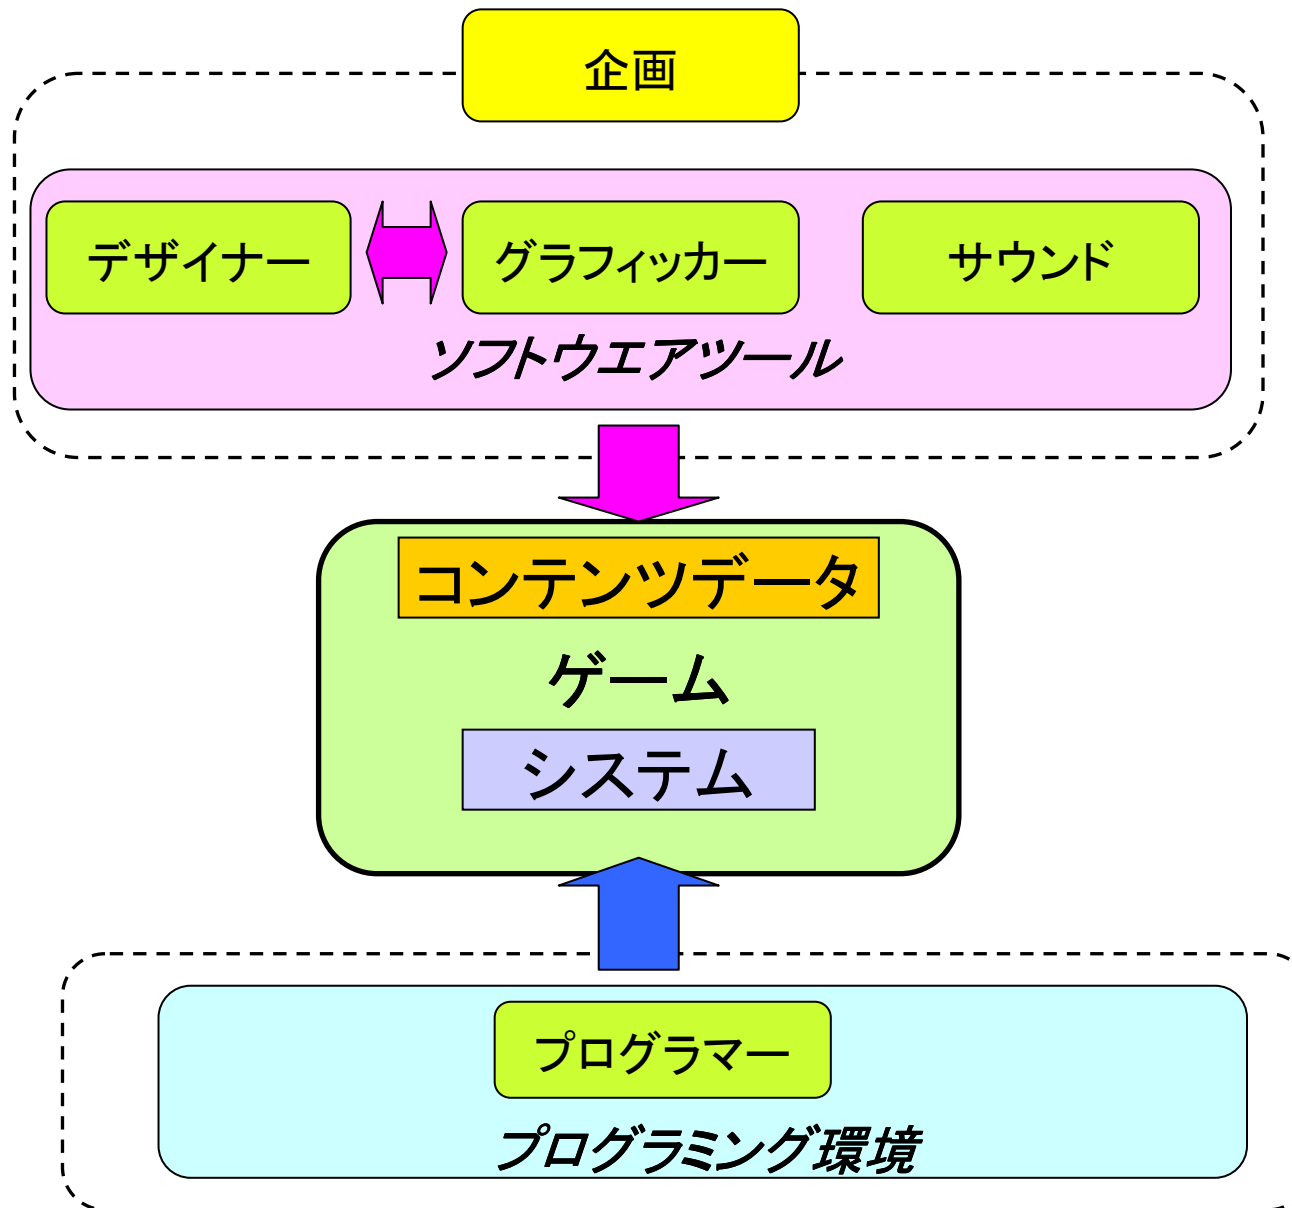 企画
デザイナー
グラフィッカー
サウンド
ソフトウエアツール
コンテンツデータ
ゲーム
システム
プログラマー
プログラミング環境